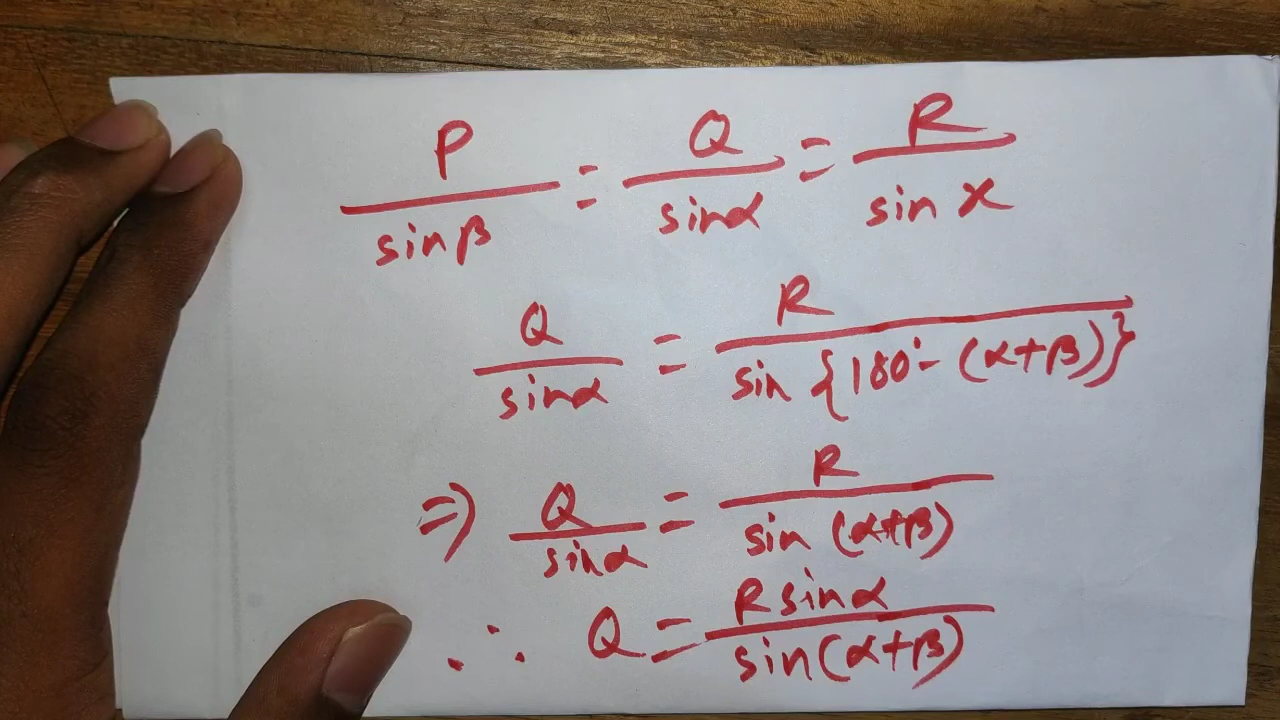 P/sinβ = Q/sinα = R/sin x
Q/sinα = R/sin {180°- (α+β)}
⇒ Q/sinα = R/sin (α+β)
∴ Q = R sinα/sin(α+β)